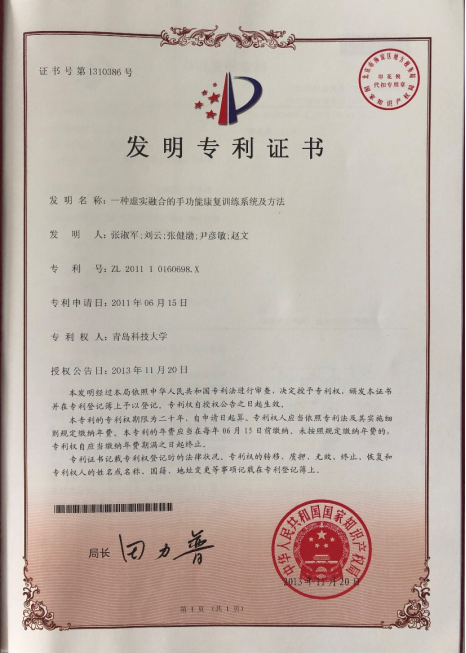 证书号第1310386号
发明专利证书
发明名称：一种虚实融合的手功能康复训练系统及方法
发明人：张淑军;刘云;张健渤;尹彦敏;赵文
专利号：ZL 2011 1 0160698.X
专利申请日：2011年06月15日
专利权人：青岛科技大学
授权公告日：2013年11月20日
本发明经过本局依照中华人民共和国专利法进行审查，决定授予专利权，颁发本证书
并在专利登记簿上予以登记。专利权自授权公告之日起生效。
本专利的专利权期限为二十年，自申请日起算。专利权人应当依照专利法及其实施细
则规定缴纳年费。本专利的年费应当在每年06月15日前缴纳。未按照规定缴纳年费的，
专利权自应当缴纳年费期满之日起终止。
专利证书记载专利权登记时的法律状况。专利权的转移、质押、无效、终止、恢复和
专利权人的姓名或名称、国籍、地址变更等事项记载在专利登记簿上。
局长
田力普
中华人民共和国国家知识产权局
2013年11月20日
第1页（共1页）